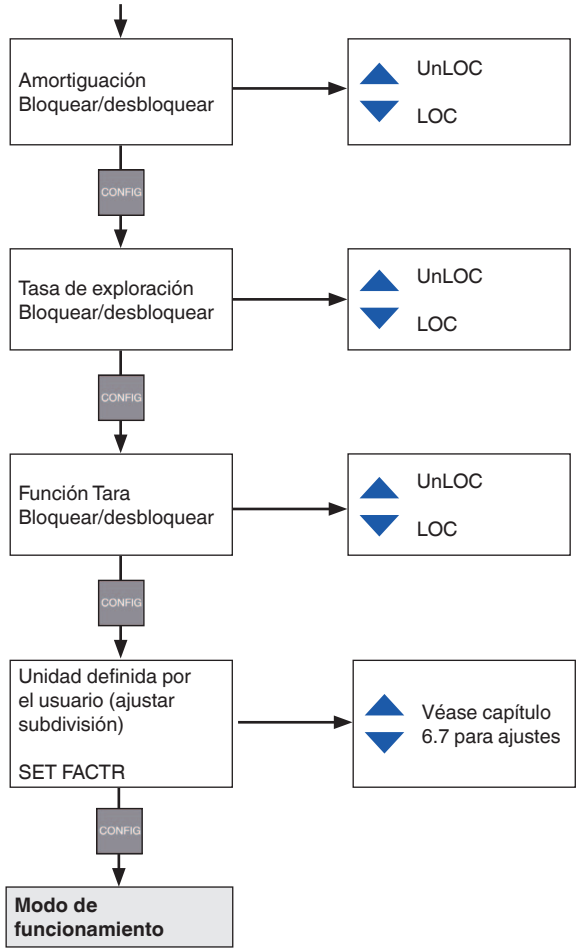 Amortiguación
Bloquear/desbloquear
UnLOC
LOC
CONFIG
Tasa de exploración
Bloquear/desbloquear
UnLOC
LOC
CONFIG
Función Tara
Bloquear/desbloquear
UnLOC
LOC
CONFIG
Unidad definida por
el usuario (ajustar
subdivisión)
SET FACTR
Véase capítulo
6.7 para ajustes
CONFIG
Modo de
funcionamiento